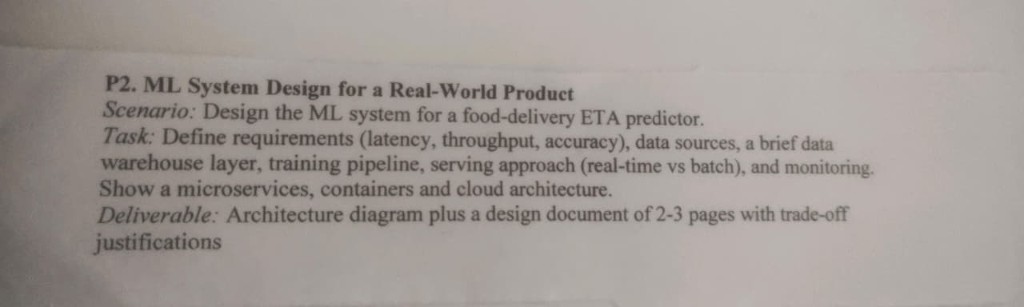 P2. ML System Design for a Real-World Product
Scenario: Design the ML system for a food-delivery ETA predictor.
Task: Define requirements (latency, throughput, accuracy), data sources, a brief data
warehouse layer, training pipeline, serving approach (real-time vs batch), and monitoring.
Show a microservices, containers and cloud architecture.
Deliverable: Architecture diagram plus a design document of 2-3 pages with trade-off
justifications